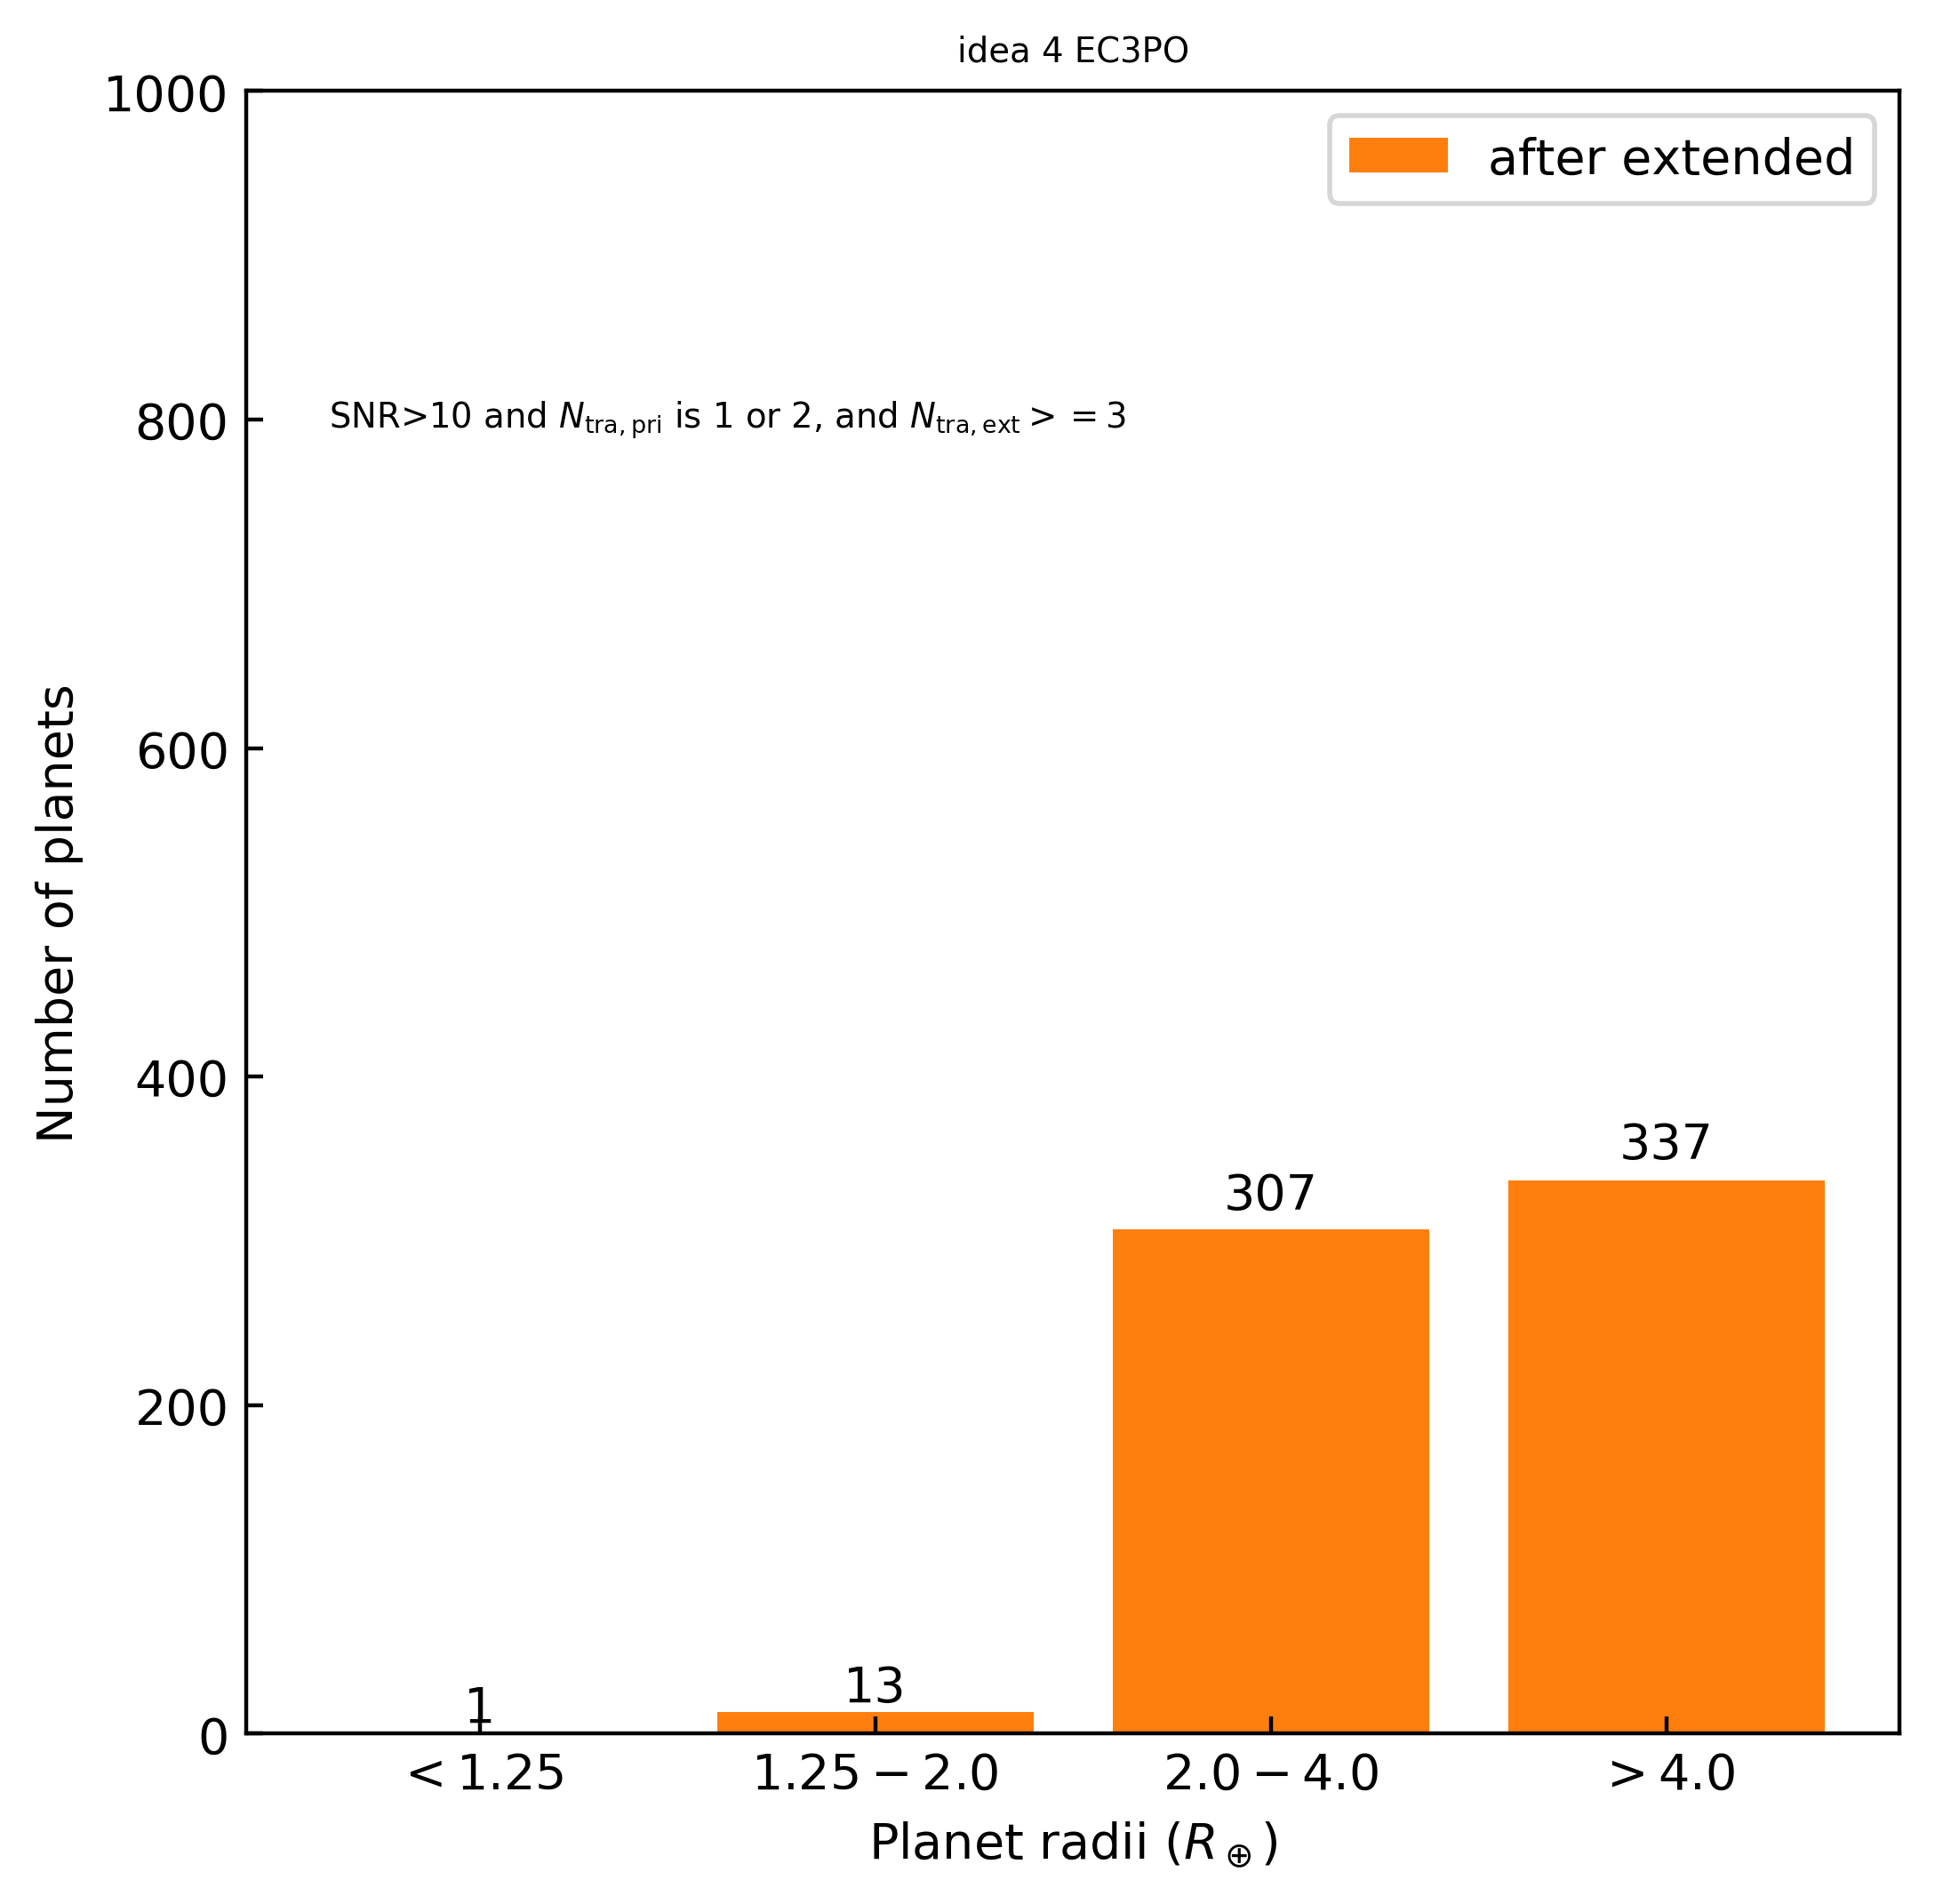 idea 4 EC3PO
1000
after extended
800
SNR>10 and N_tra,pri is 1 or 2, and N_tra,ext > =3
600
400
200
0
Number of planets
337
307
13
1
<1.25
1.25−2.0
2.0−4.0
>4.0
Planet radii (R_⊕)